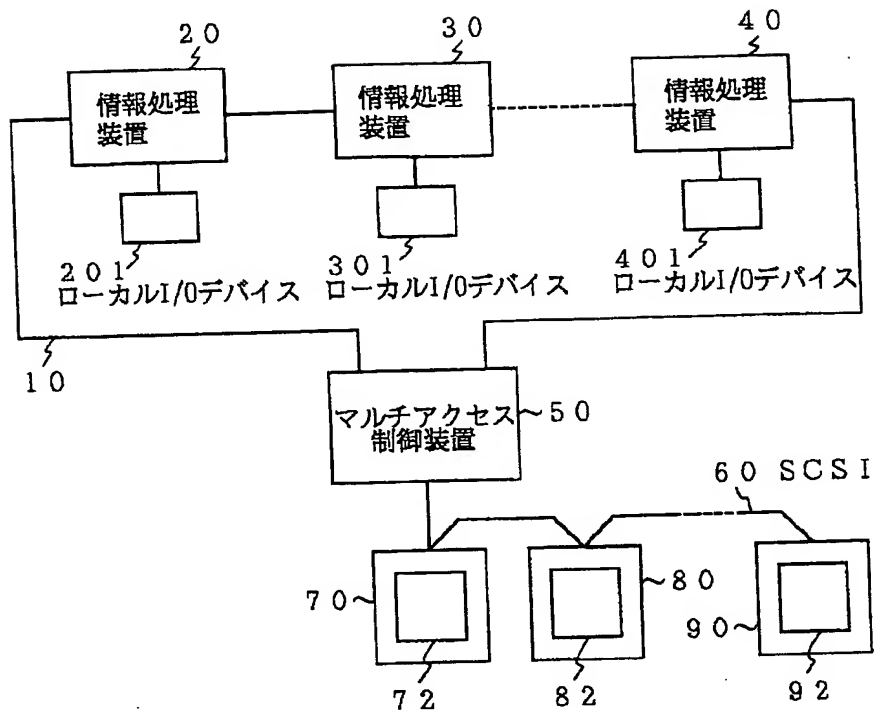 ２０
３０
４０
情報処理
装置
情報処理
装置
情報処理
装置
２０１
ローカルI/Oデバイス
３０１
ローカルI/Oデバイス
４０１
ローカルI/Oデバイス
１０
マルチアクセス
制御装置
５０
６０ ＳＣＳＩ
７０
８０
９０
７２
８２
９２